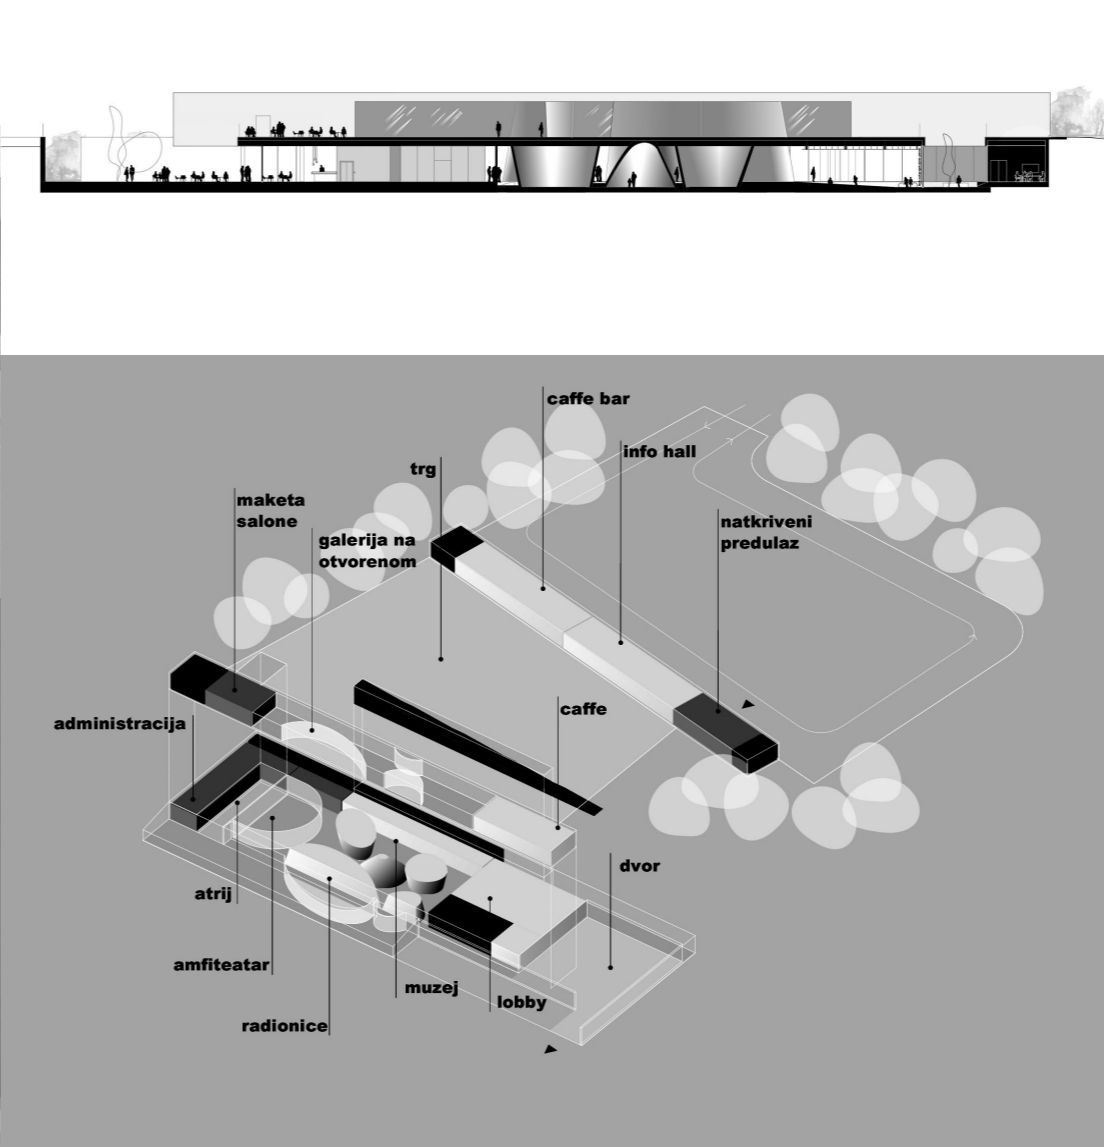 caffe bar
info hall
trg
maketa
salone
natkriveni
predulaz
galerija na
otvorenom
caffe
administracija
dvor
atrij
amfiteatar
muzej
lobby
radionice